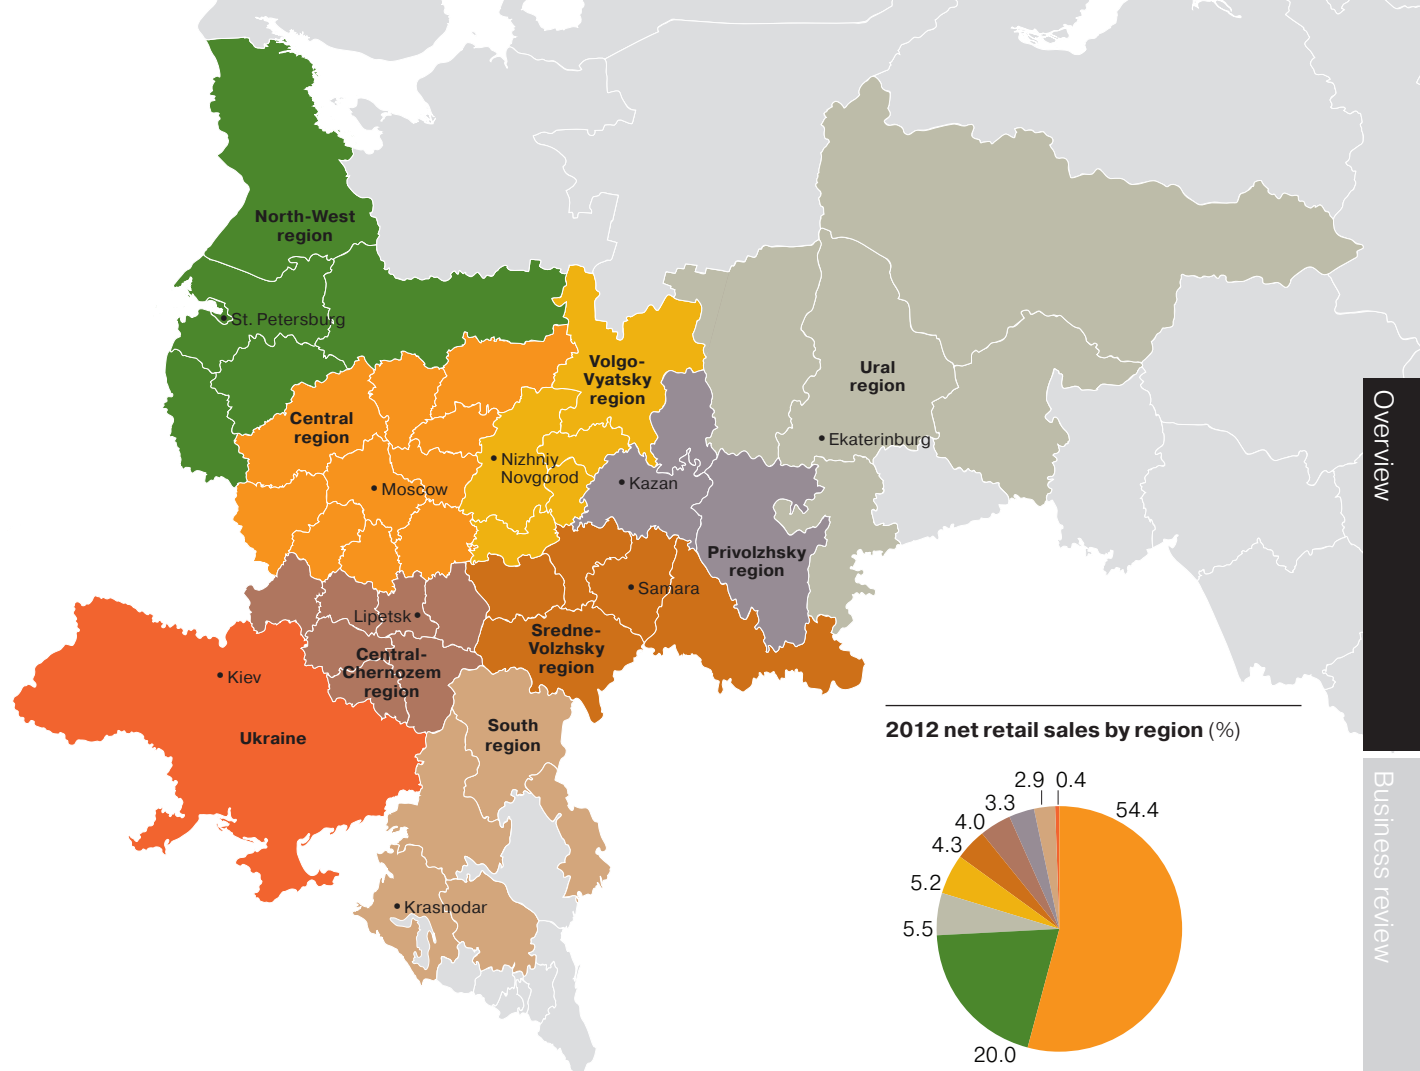 North-West
region
St. Petersburg
Volgo-
Vyatsky
region
Ural
region
Central
region
Ekaterinburg
Nizhniy
Novgorod
Moscow
Kazan
Privolzhsky
region
Samara
Lipetsk
Sredne-
Volzhsky
region
Central-
Chernozem
region
Kiev
Ukraine
South
region
Krasnodar
2012 net retail sales by region (%)
54.4
20.0
5.5
5.2
4.3
4.0
3.3
2.9
0.4
Overview
Business review